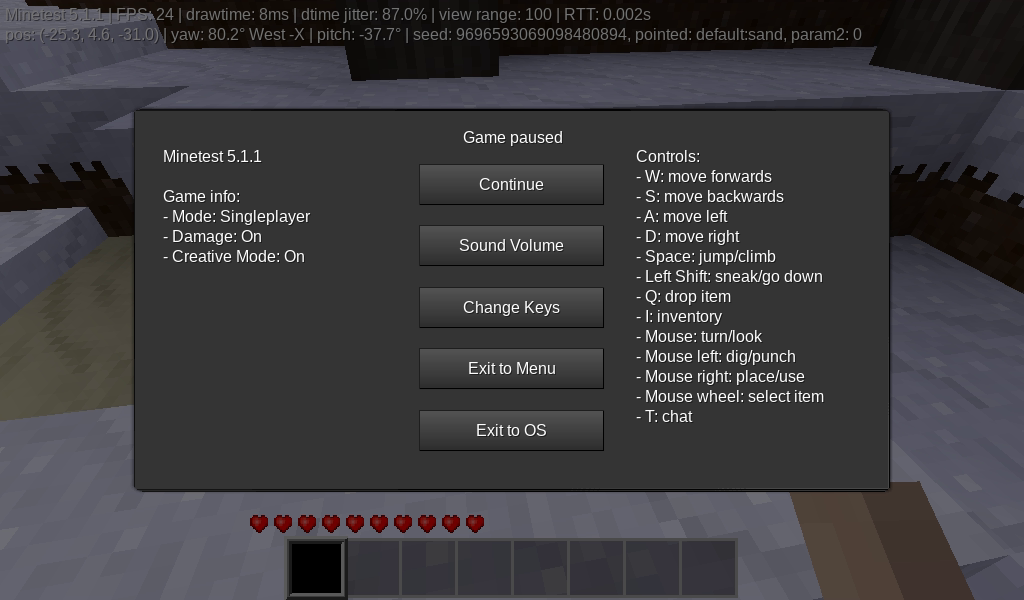 Minetest 5.1.1 | FPS: 24 | drawtime: 8ms | dtime jitter: 87.0% | view range: 100 | RTT: 0.002s
pos: (-25.3, 4.6, -31.0) | yaw: 80.2° West -X | pitch: -37.7° | seed: 9696593069098480894, pointed: default:sand, param2: 0
Game paused
Minetest 5.1.1
Game info:
- Mode: Singleplayer
- Damage: On
- Creative Mode: On
Continue
Sound Volume
Change Keys
Exit to Menu
Exit to OS
Controls:
- W: move forwards
- S: move backwards
- A: move left
- D: move right
- Space: jump/climb
- Left Shift: sneak/go down
- Q: drop item
- I: inventory
- Mouse: turn/look
- Mouse left: dig/punch
- Mouse right: place/use
- Mouse wheel: select item
- T: chat